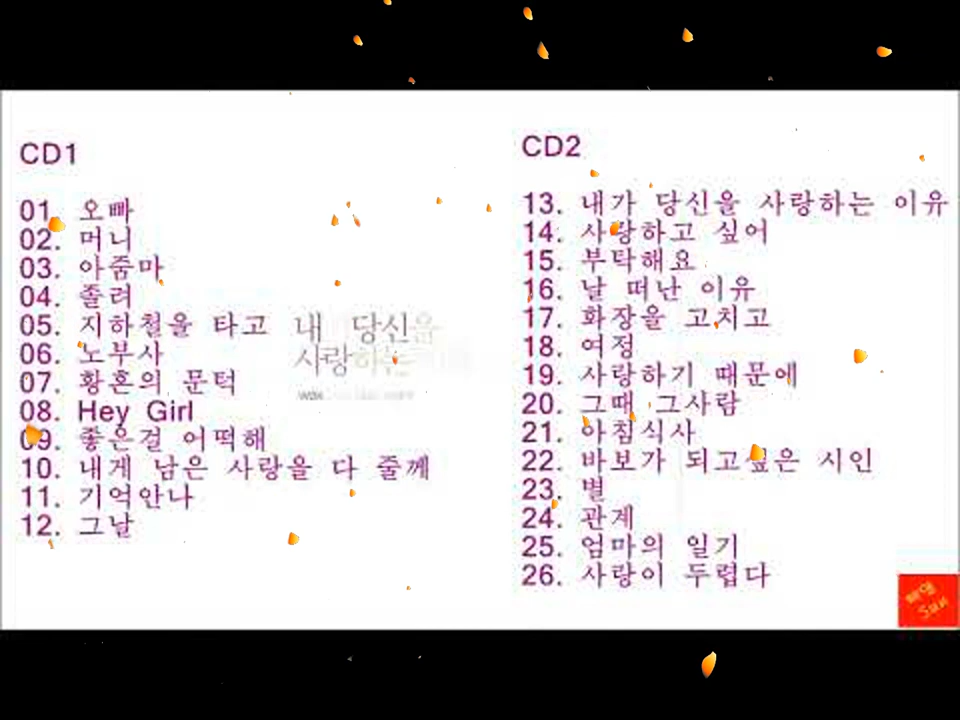 CD1
01. 오빠
02. 머니
03. 아줌마
04. 졸려
05. 지하철을 타고
06. 노부사
07. 황혼의 문턱
08. Hey Girl
09. 좋은걸 어떡해
10. 내게 남은 사랑을 다 줄께
11. 기억안나
12. 그날
내 당신을
사랑하는
wax
CD2
13. 내가 당신을 사랑하는 이유
14. 사랑하고 싶어
15. 부탁해요
16. 날 떠난 이유
17. 화장을 고치고
18. 여정
19. 사랑하기 때문에
20. 그때 그사람
21. 아침식사
22. 바보가 되고싶은 시인
23. 별
24. 관계
25. 엄마의 일기
26. 사랑이 두렵다